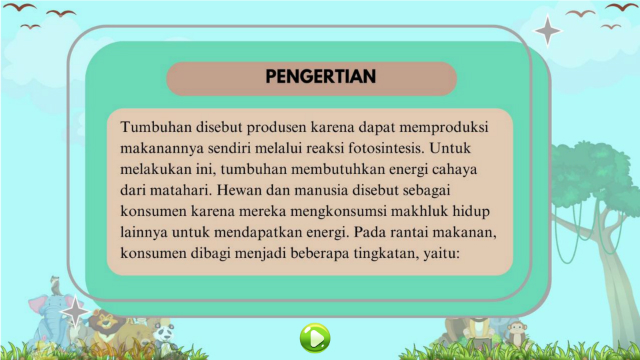 PENGERTIAN
Tumbuhan disebut produsen karena dapat memproduksi
makanannya sendiri melalui reaksi fotosintesis. Untuk
melakukan ini, tumbuhan membutuhkan energi cahaya
dari matahari. Hewan dan manusia disebut sebagai
konsumen karena mereka mengkonsumsi makhluk hidup
lainnya untuk mendapatkan energi. Pada rantai makanan,
konsumen dibagi menjadi beberapa tingkatan, yaitu: